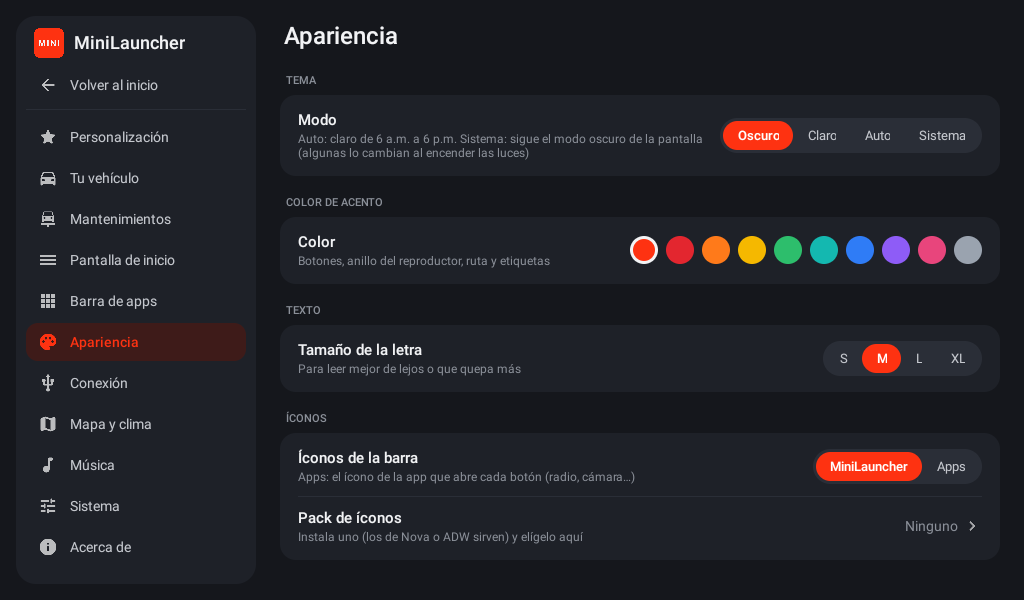 MINI
MiniLauncher
Volver al inicio
Personalización
Tu vehículo
Mantenimientos
Pantalla de inicio
Barra de apps
Apariencia
Conexión
Mapa y clima
Música
Sistema
Acerca de
Apariencia
TEMA
Modo
Auto: claro de 6 a.m. a 6 p.m. Sistema: sigue el modo oscuro de la pantalla
(algunas lo cambian al encender las luces)
Oscuro Claro Auto Sistema
COLOR DE ACENTO
Color
Botones, anillo del reproductor, ruta y etiquetas
TEXTO
Tamaño de la letra
Para leer mejor de lejos o que quepa más
S M L XL
ÍCONOS
Íconos de la barra
Apps: el ícono de la app que abre cada botón (radio, cámara…)
MiniLauncher Apps
Pack de íconos
Instala uno (los de Nova o ADW sirven) y elígelo aquí
Ninguno